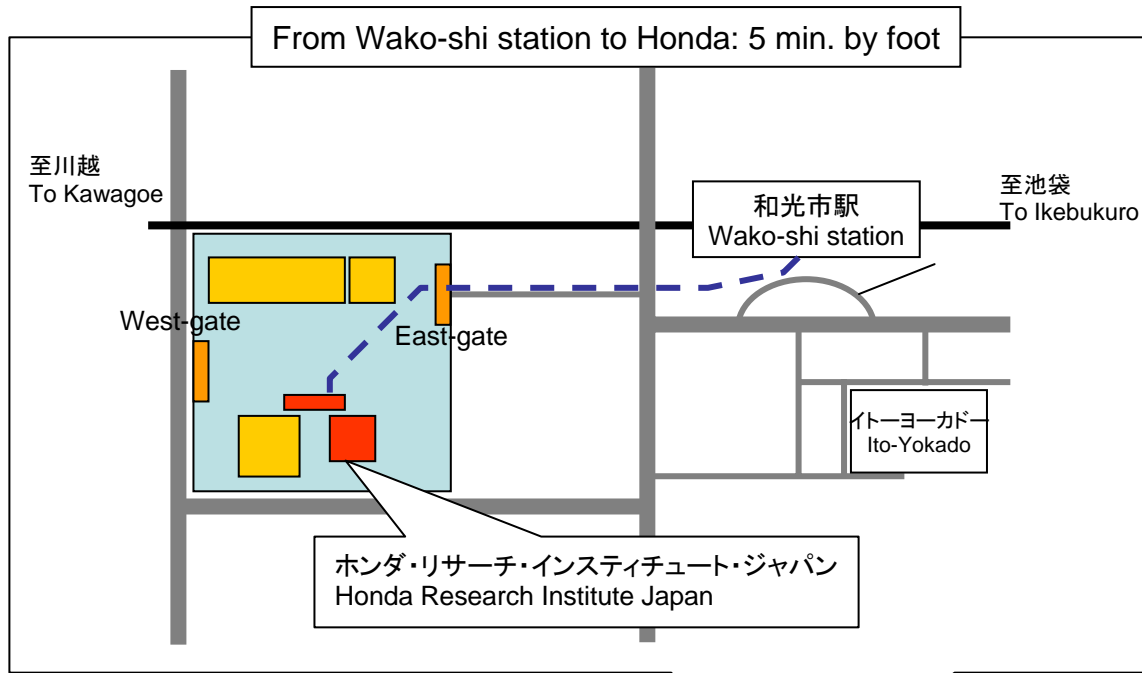 From Wako-shi station to Honda: 5 min. by foot
至川越
To Kawagoe
和光市駅
Wako-shi station
至池袋
To Ikebukuro
West-gate
East-gate
イトーヨーカドー
Ito-Yokado
ホンダ・リサーチ・インスティチュート・ジャパン
Honda Research Institute Japan